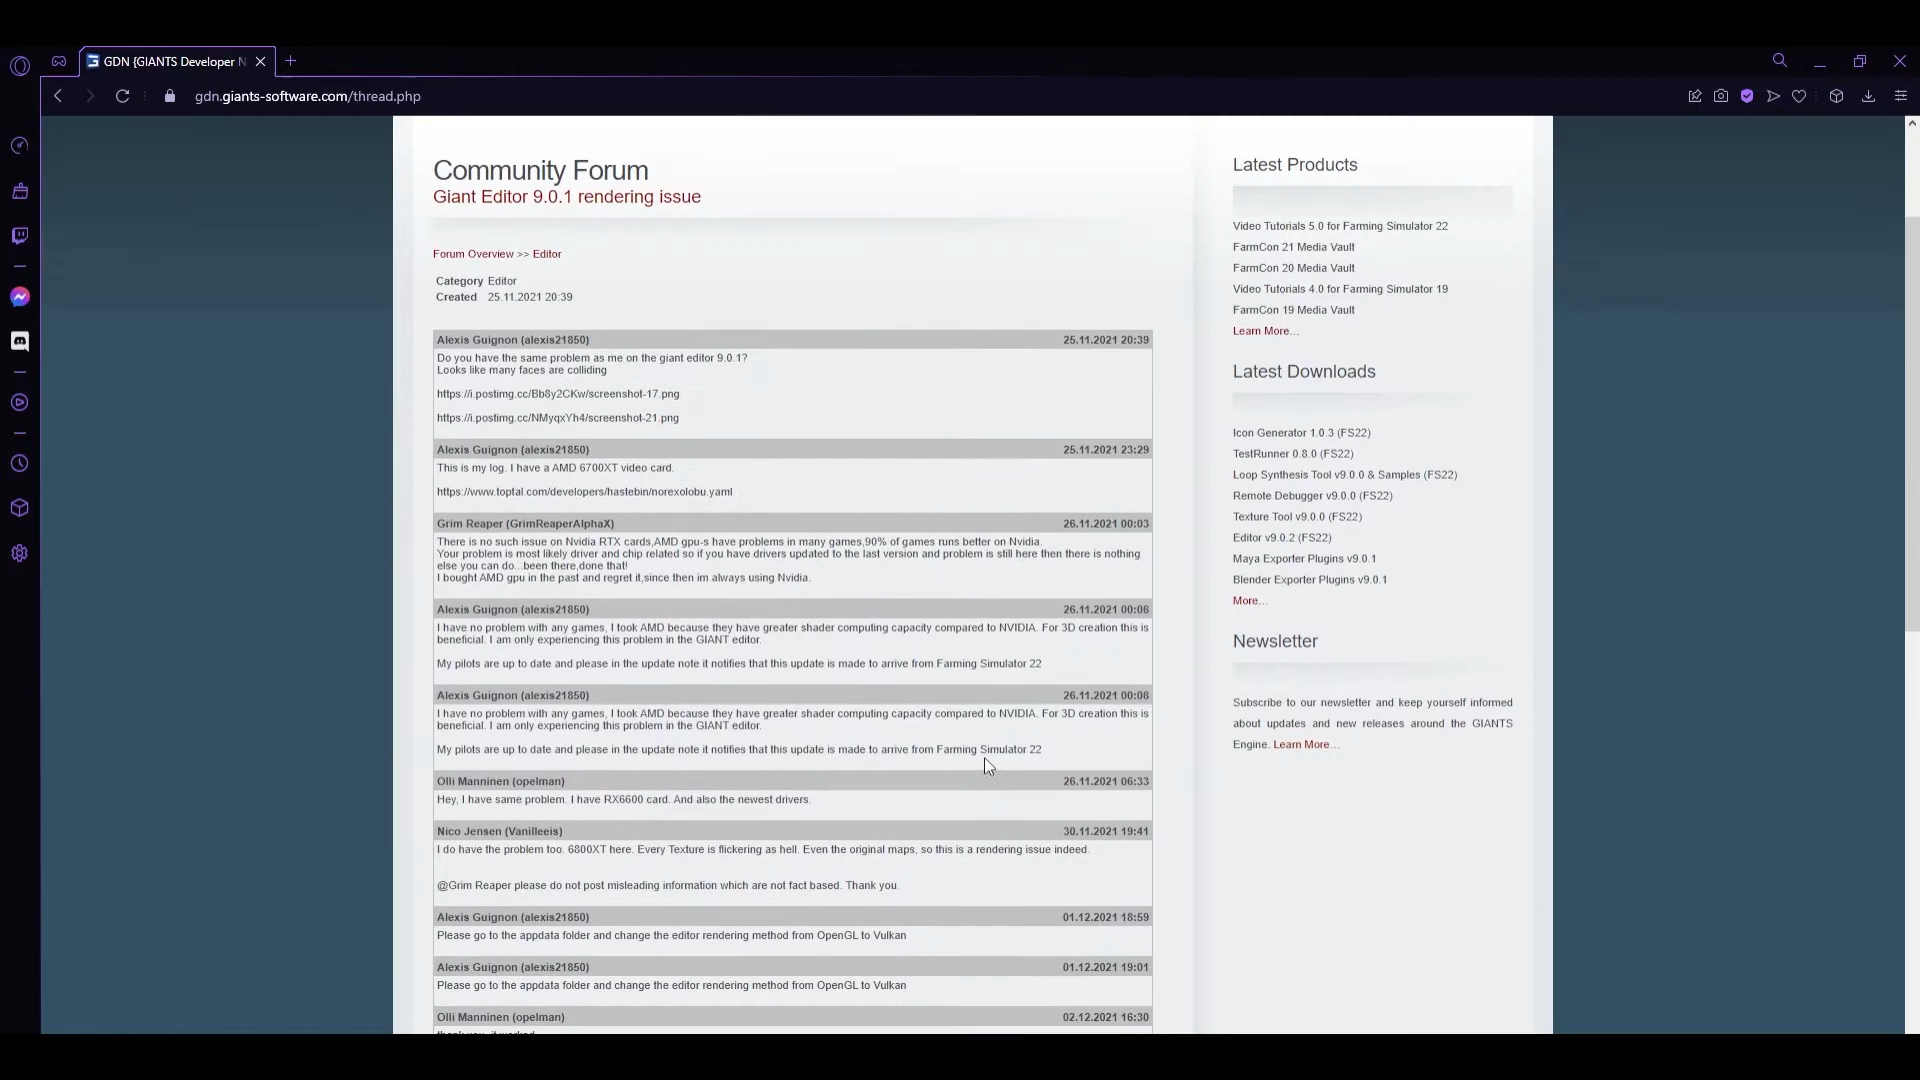 GDN {GIANTS Developer N
gdn.giants-software.com/thread.php
Community Forum
Giant Editor 9.0.1 rendering issue
Forum Overview >> Editor
Category Editor
Created 25.11.2021 20:39
Alexis Guignon (alexis21850) 25.11.2021 20:39
Do you have the same problem as me on the giant editor 9.0.1?
Looks like many faces are colliding
https://i.postimg.cc/Bb8y2CKw/screenshot-17.png
https://i.postimg.cc/NMyqxYh4/screenshot-21.png
Alexis Guignon (alexis21850) 25.11.2021 23:29
This is my log. I have a AMD 6700XT video card.
https://www.toptal.com/developers/hastebin/norexolobu.yaml
Grim Reaper (GrimReaperAlphaX) 26.11.2021 00:03
There is no such issue on Nvidia RTX cards,AMD gpu-s have problems in many games,90% of games runs better on Nvidia.
Your problem is most likely driver and chip related so if you have drivers updated to the last version and problem is still here then there is nothing
else you can do...been there,done that!
I bought AMD gpu in the past and regret it,since then im always using Nvidia.
Alexis Guignon (alexis21850) 26.11.2021 00:06
I have no problem with any games, I took AMD because they have greater shader computing capacity compared to NVIDIA. For 3D creation this is
beneficial. I am only experiencing this problem in the GIANT editor.
My pilots are up to date and please in the update note it notifies that this update is made to arrive from Farming Simulator 22
Alexis Guignon (alexis21850) 26.11.2021 00:08
I have no problem with any games, I took AMD because they have greater shader computing capacity compared to NVIDIA. For 3D creation this is
beneficial. I am only experiencing this problem in the GIANT editor.
My pilots are up to date and please in the update note it notifies that this update is made to arrive from Farming Simulator 22
Olli Manninen (opelman) 26.11.2021 06:33
Hey, I have same problem. I have RX6600 card. And also the newest drivers.
Nico Jensen (Vanilleeis) 30.11.2021 19:41
I do have the problem too. 6800XT here. Every Texture is flickering as hell. Even the original maps, so this is a rendering issue indeed.
@Grim Reaper please do not post misleading information which are not fact based. Thank you.
Alexis Guignon (alexis21850) 01.12.2021 18:59
Please go to the appdata folder and change the editor rendering method from OpenGL to Vulkan
Alexis Guignon (alexis21850) 01.12.2021 19:01
Please go to the appdata folder and change the editor rendering method from OpenGL to Vulkan
Olli Manninen (opelman) 02.12.2021 16:30
Latest Products
Video Tutorials 5.0 for Farming Simulator 22
FarmCon 21 Media Vault
FarmCon 20 Media Vault
Video Tutorials 4.0 for Farming Simulator 19
FarmCon 19 Media Vault
Learn More...
Latest Downloads
Icon Generator 1.0.3 (FS22)
TestRunner 0.8.0 (FS22)
Loop Synthesis Tool v9.0.0 & Samples (FS22)
Remote Debugger v9.0.0 (FS22)
Texture Tool v9.0.0 (FS22)
Editor v9.0.2 (FS22)
Maya Exporter Plugins v9.0.1
Blender Exporter Plugins v9.0.1
More...
Newsletter
Subscribe to our newsletter and keep yourself informed
about updates and new releases around the GIANTS
Engine. Learn More...